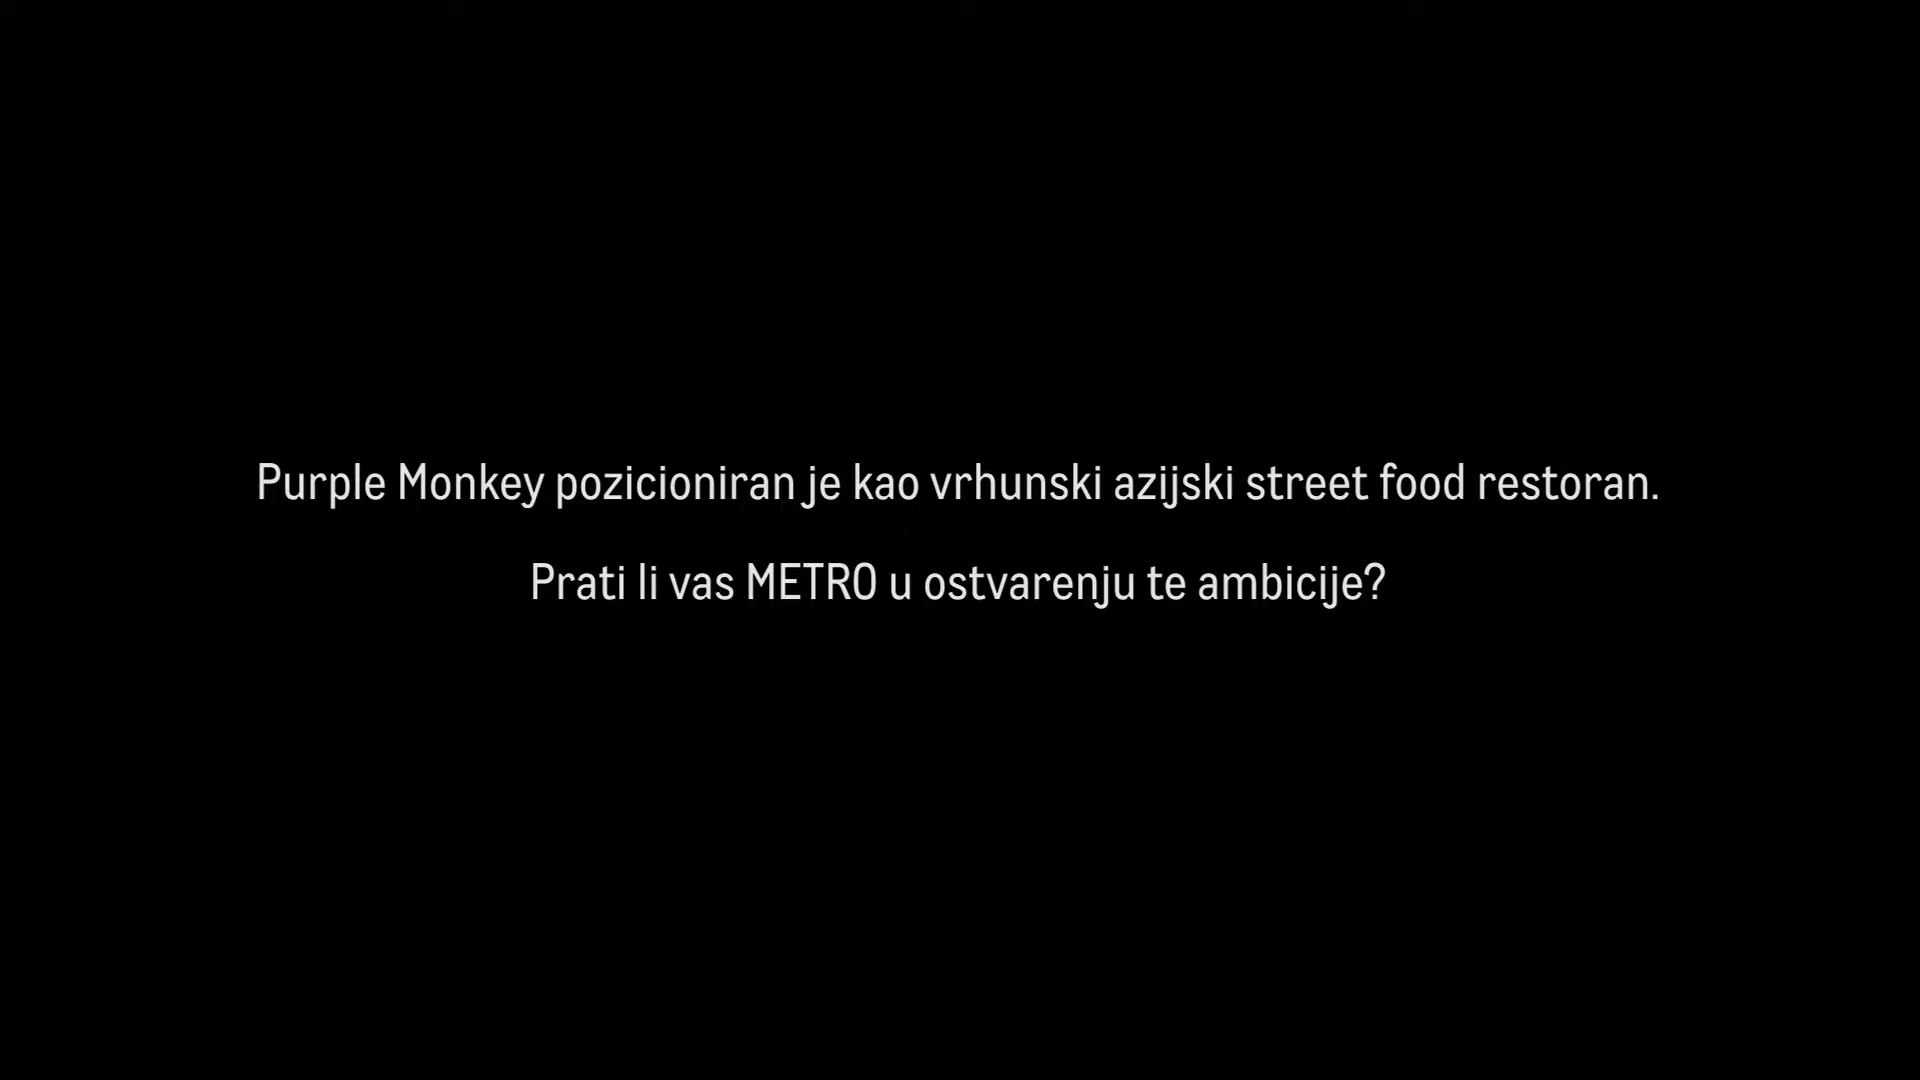 Purple Monkey pozicioniran je kao vrhunski azijski street food restoran.
Prati li vas METRO u ostvarenju te ambicije?